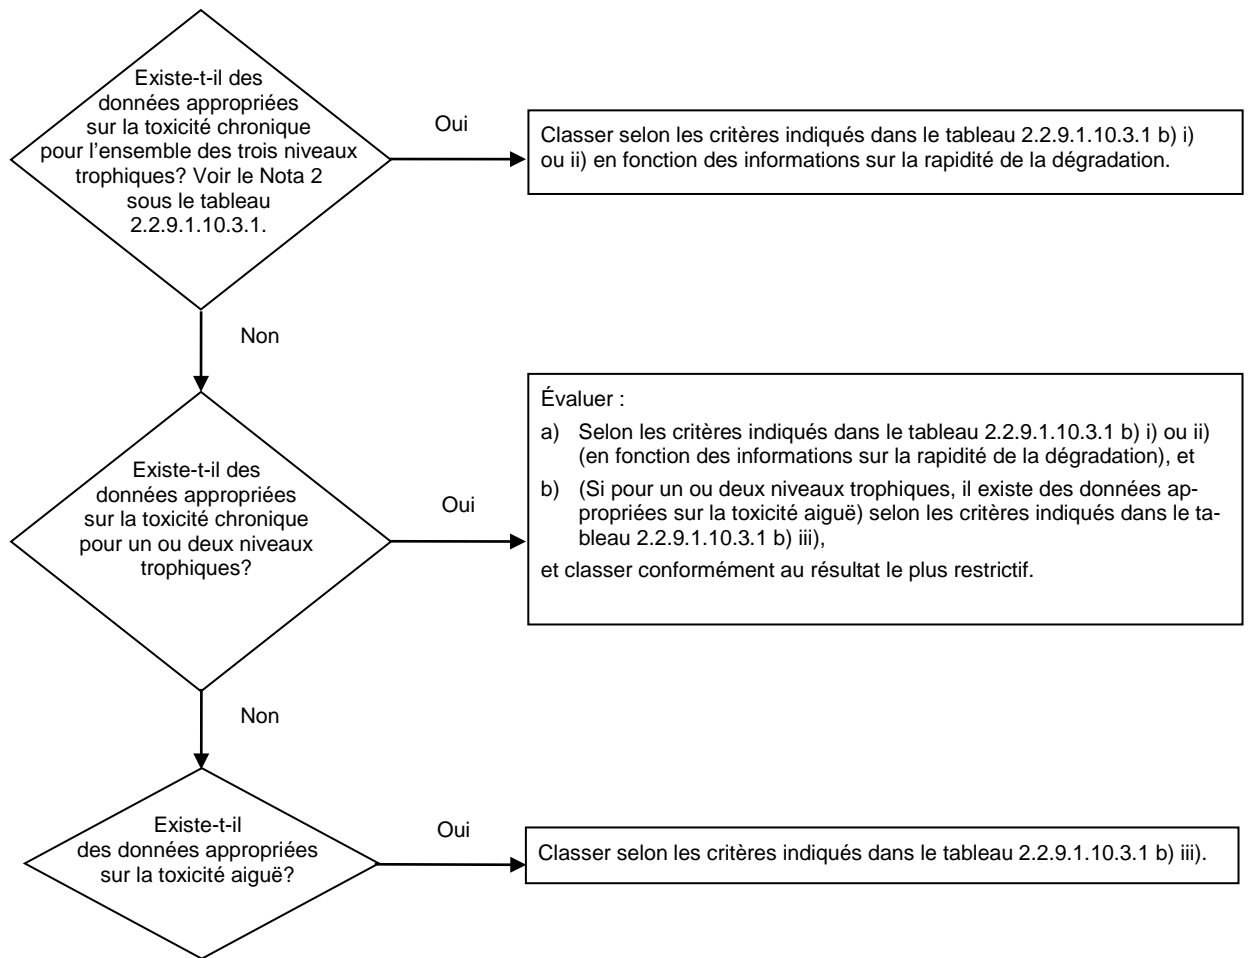 Existe-t-il des
données appropriées
sur la toxicité chronique
pour l'ensemble des trois niveaux
trophiques? Voir le Nota 2
sous le tableau
2.2.9.1.10.3.1.
Oui
Classer selon les critères indiqués dans le tableau 2.2.9.1.10.3.1 b) i)
ou ii) en fonction des informations sur la rapidité de la dégradation.
Non
Existe-t-il des
données appropriées
sur la toxicité chronique
pour un ou deux niveaux
trophiques?
Oui
Évaluer :
a) Selon les critères indiqués dans le tableau 2.2.9.1.10.3.1 b) i) ou ii)
(en fonction des informations sur la rapidité de la dégradation), et
b) (Si pour un ou deux niveaux trophiques, il existe des données ap-
propriées sur la toxicité aiguë) selon les critères indiqués dans le ta-
bleau 2.2.9.1.10.3.1 b) iii),
et classer conformément au résultat le plus restrictif.
Non
Existe-t-il
des données appropriées
sur la toxicité aiguë?
Oui
Classer selon les critères indiqués dans le tableau 2.2.9.1.10.3.1 b) iii).